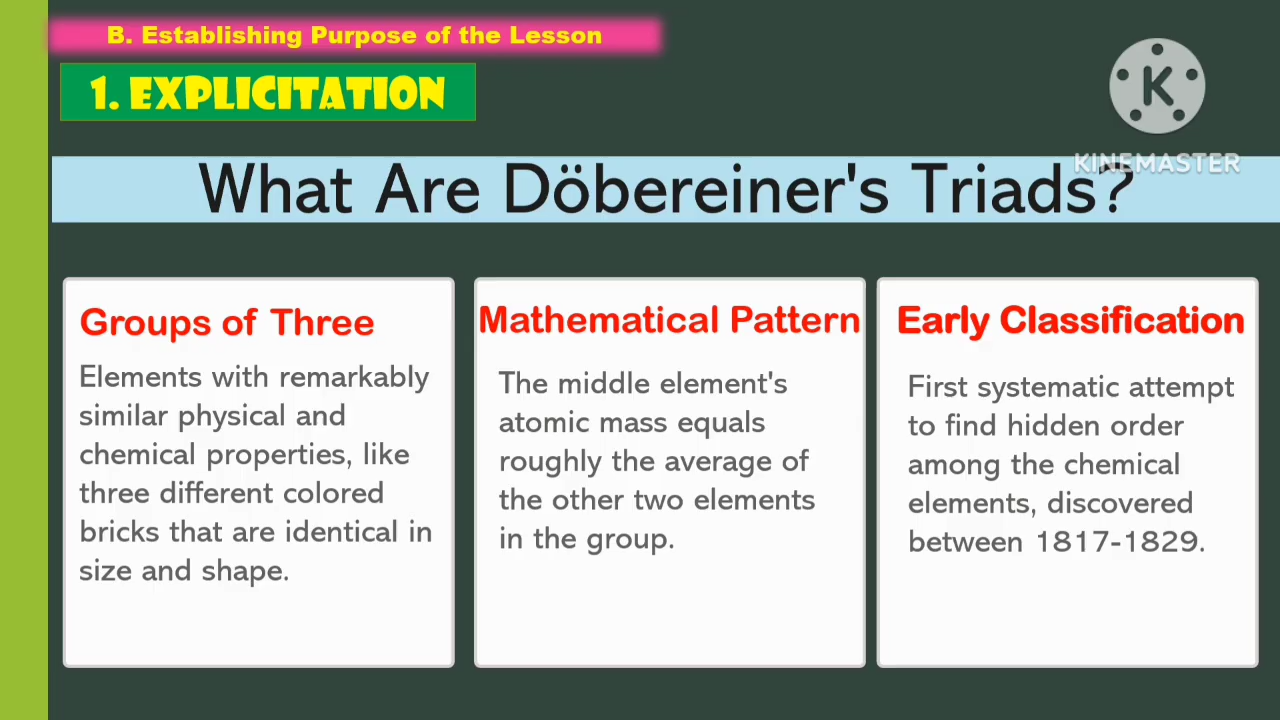 B. Establishing Purpose of the Lesson
1. EXPLICITATION
K
KINEMASTER
What Are Döbereiner's Triads?
Groups of Three
Elements with remarkably
similar physical and
chemical properties, like
three different colored
bricks that are identical in
size and shape.
Mathematical Pattern
The middle element's
atomic mass equals
roughly the average of
the other two elements
in the group.
Early Classification
First systematic attempt
to find hidden order
among the chemical
elements, discovered
between 1817-1829.